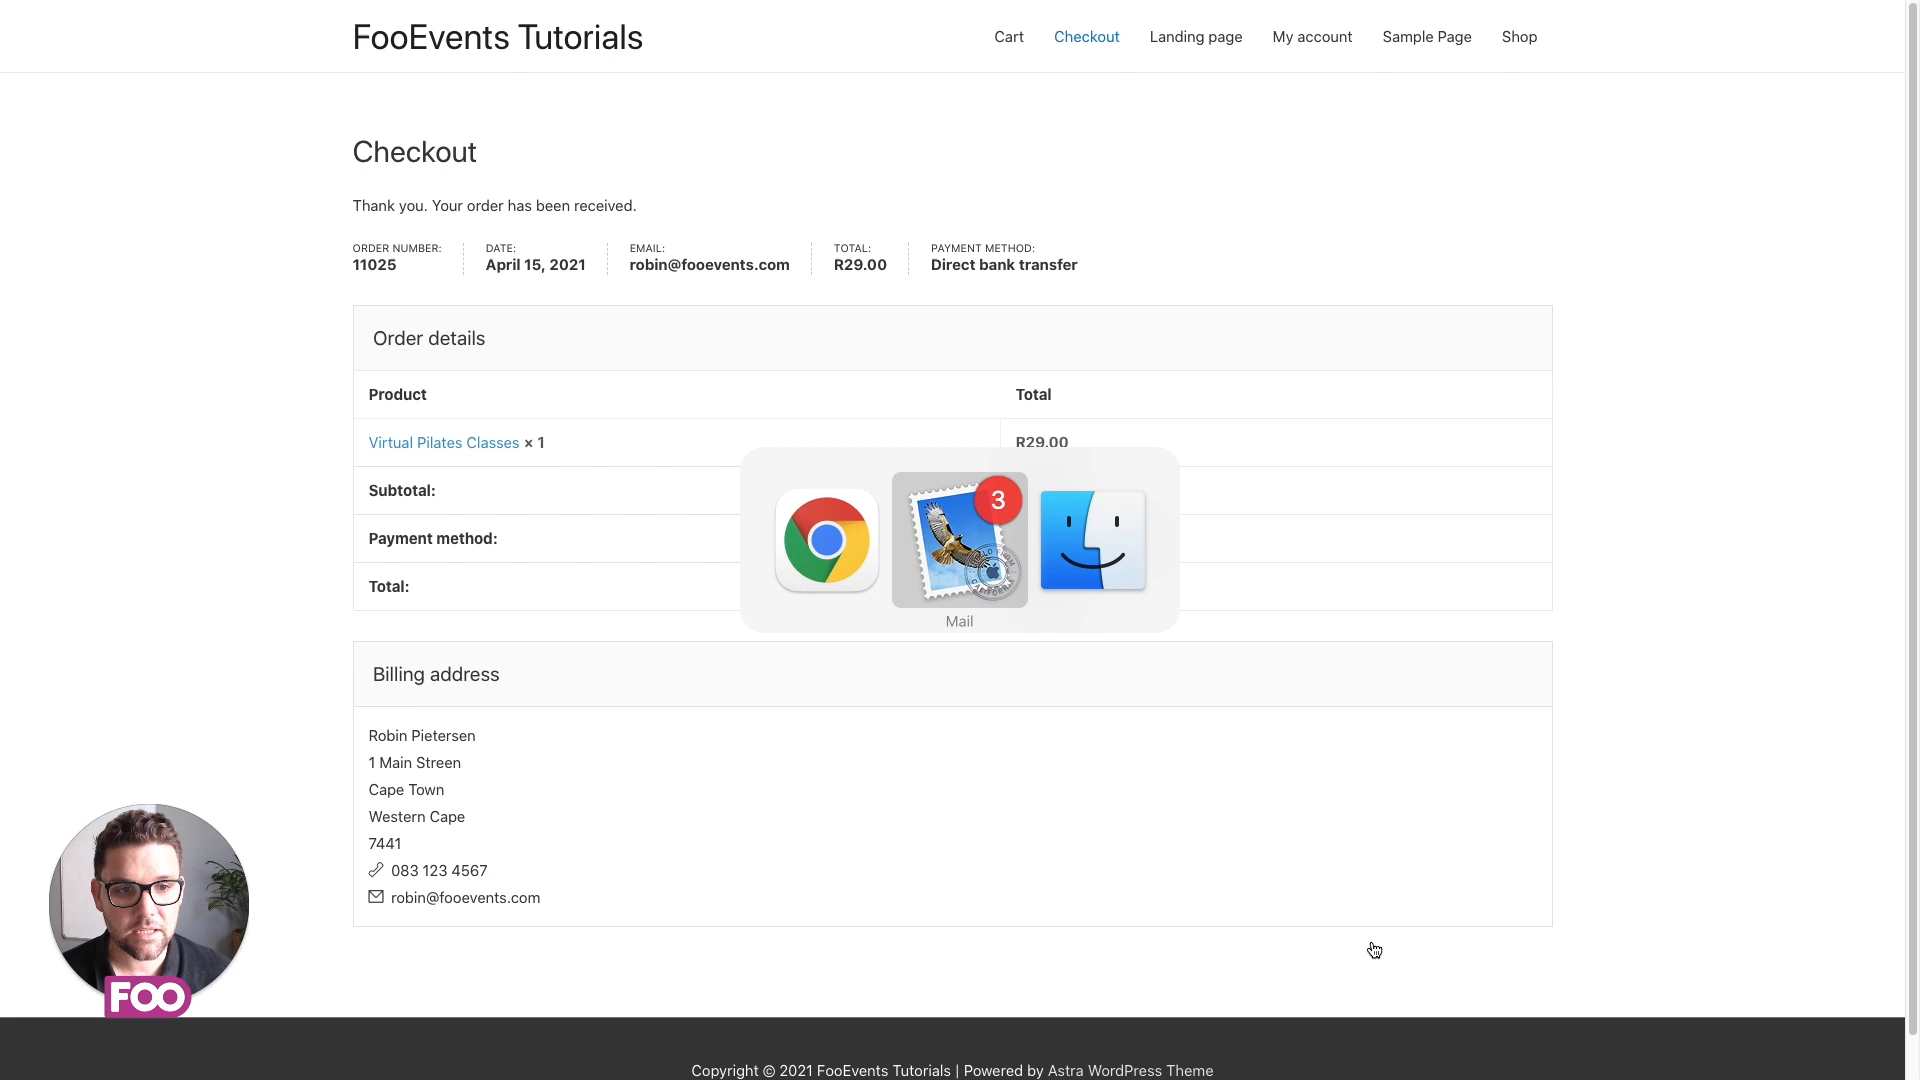 FooEvents Tutorials
Cart Checkout Landing page My account Sample Page Shop
Checkout
Thank you. Your order has been received.
ORDER NUMBER: DATE: EMAIL: TOTAL: PAYMENT METHOD:
11025 April 15, 2021 robin@fooevents.com R29.00 Direct bank transfer
Order details
Product Total
Virtual Pilates Classes × 1 R29.00
Subtotal:
3
Payment method:
Total:
Mail
Billing address
Robin Pietersen
1 Main Streen
Cape Town
Western Cape
7441
083 123 4567
robin@fooevents.com
FOO
Copyright © 2021 FooEvents Tutorials | Powered by Astra WordPress Theme